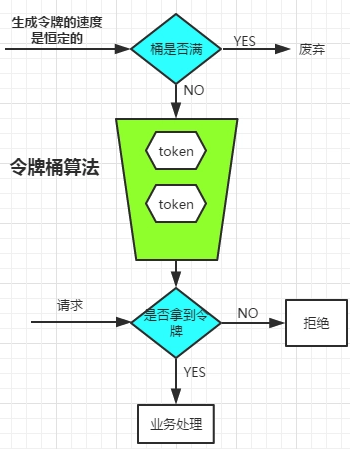 生成令牌的速度
是恒定的
桶是否满
YES
废弃
NO
token
令牌桶算法
token
请求
是否拿到令
牌
NO
拒绝
YES
业务处理